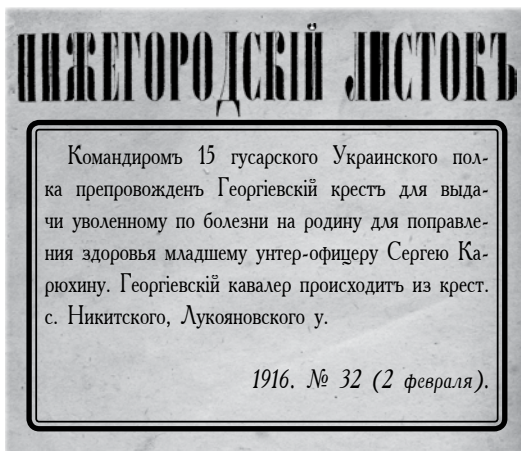 НИЖЕГОРОДСКІЙ ЛИСТОКЪ
Командиромъ 15 гусарского Украинского пол-
ка препровожденъ Георгіевскій крестъ для выда-
чи уволенному по болезни на родину для поправле-
ния здоровья младшему унтер-офицеру Сергею Ка-
рюхину. Георгіевскій кавалер происходитъ из крест.
с. Никитского, Лукояновского у.
1916. № 32 (2 февраля).